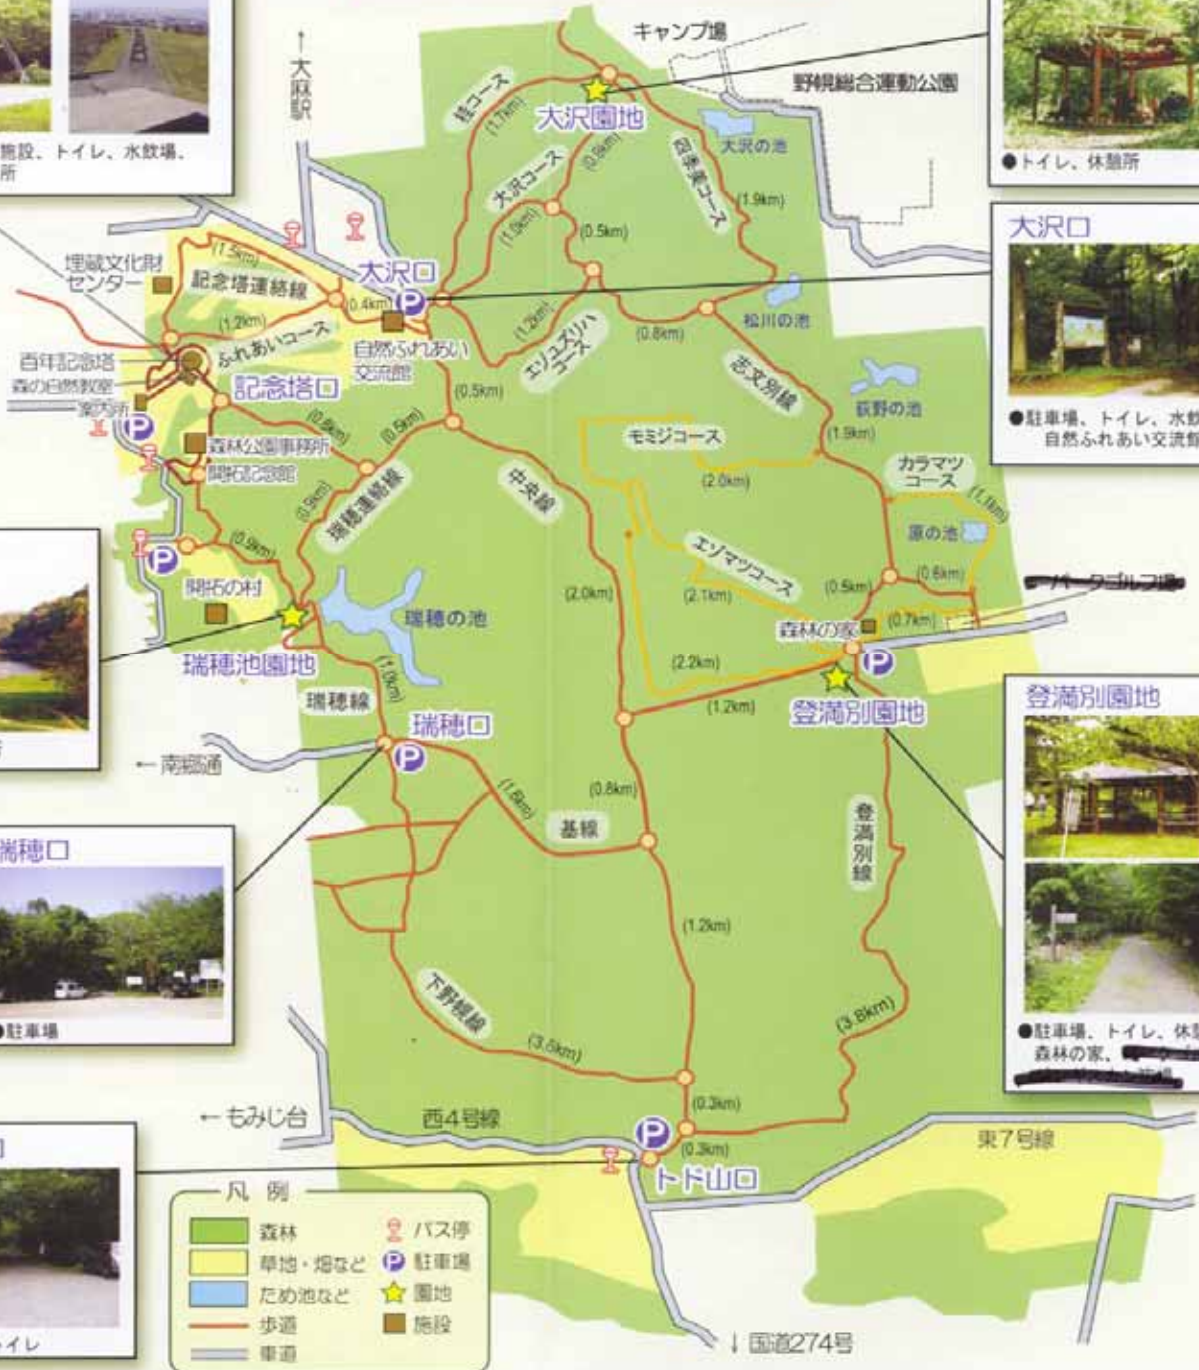 施設、トイレ、水飲場、
所
↑大麻駅
キャンプ場
野幌総合運動公園
●トイレ、休憩所
桂コース
(1.7km)
大沢園地
大沢の池
(0.8km)
四季美コース
大沢コース
(1.0km)
(1.9km)
(0.5km)
大沢口
●駐車場、トイレ、水飲
自然ふれあい交流館
埋蔵文化財
センター
(1.5km)
記念塔連絡線
大沢口
(0.4km)
(1.2km)
ふれあいコース
自然ふれあい
交流館
(1.2km)
エゾユズリハ
コース
(0.8km)
松川の池
百年記念塔
森の自然教室
案内所
記念塔口
(0.5km)
志文別線
荻野の池
森林公園事務所
開拓記念館
(0.5km)
モミジコース
(1.9km)
(2.0km)
カラマツ
コース
(1.1km)
中央線
(0.9km)
瑞穂連絡線
原の池
(0.9km)
エゾマツコース
(2.0km)
(2.1km)
(0.5km)
(0.6km)
開拓の村
瑞穂の池
森林の家
(0.7km)
瑞穂池園地
(1.0km)
(2.2km)
瑞穂線
(1.2km)
登満別園地
瑞穂口
←南郷通
(0.8km)
基線
登満別線
登満別園地
●駐車場、トイレ、休憩
森林の家、
瑞穂口
●駐車場
(1.2km)
下野幌線
(3.8km)
(0.3km)
←もみじ台
西4号線
(0.3km)
東7号線
トド山口
イレ
凡 例
森林
草地・畑など
ため池など
歩道
車道
バス停
駐車場
園地
施設
↓国道274号